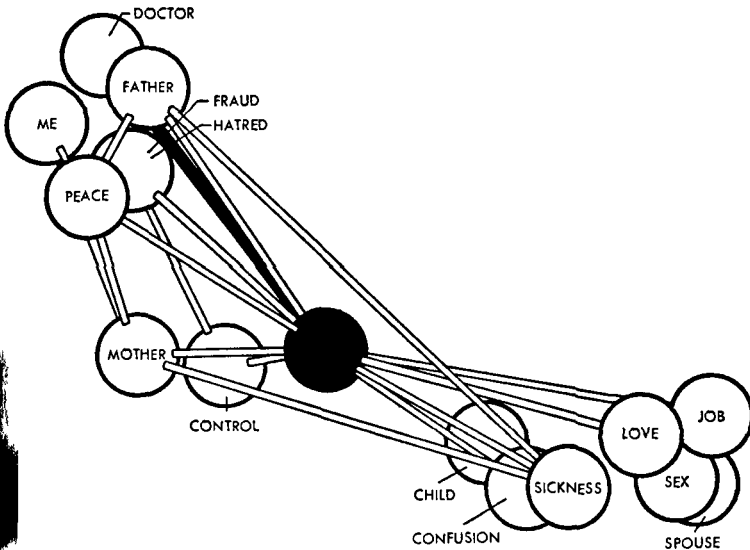 DOCTOR
FATHER
FRAUD
ME
HATRED
PEACE
MOTHER
CONTROL
JOB
LOVE
SEX
CHILD
SICKNESS
CONFUSION
SPOUSE